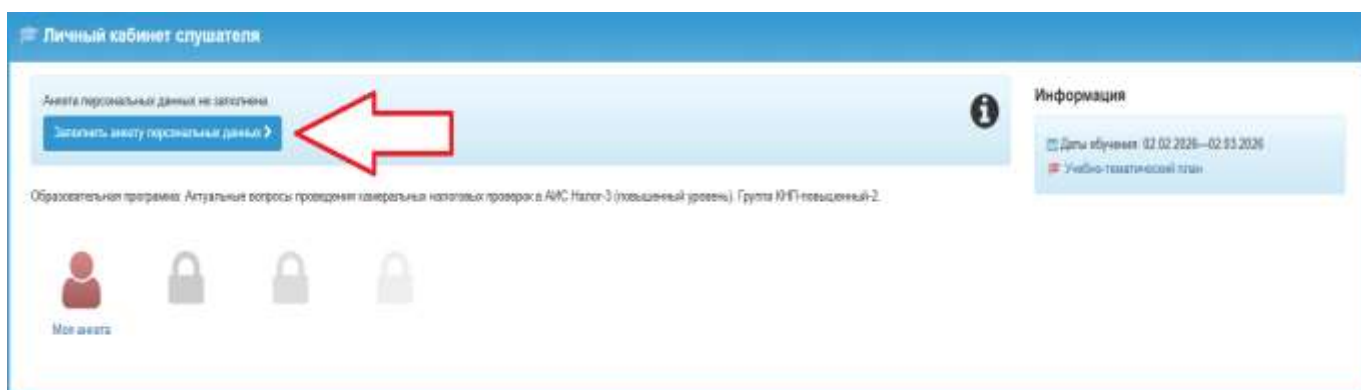 Личный кабинет слушателя
Анкета персональных данных не заполнена
Заполнить анкету персональных данных
Информация
Даты обучения: 02.02.2026—02.03.2026
Учебно-тематический план
Образовательная программа: Актуальные вопросы проведения камеральных налоговых проверок в АИС Налог-3 (повышенный уровень). Группа КНП-повышенный-2.
Моя анкета